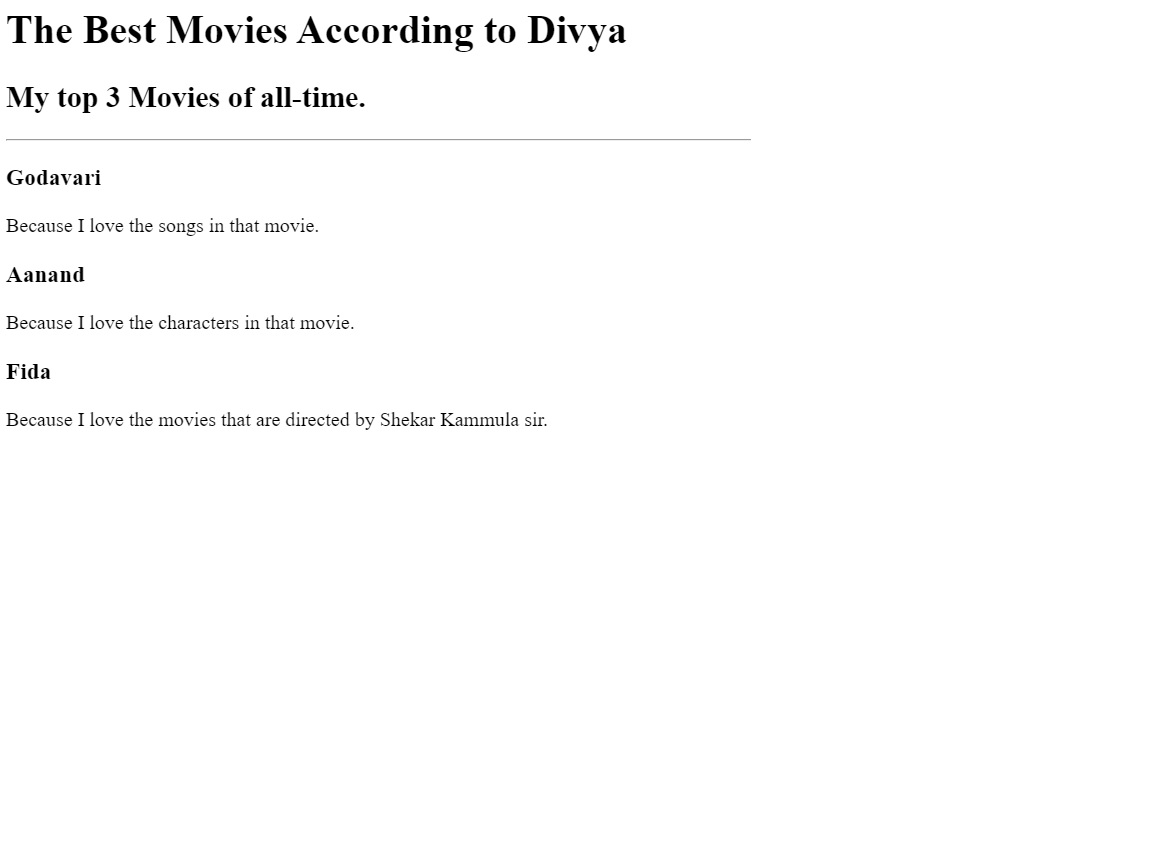 The Best Movies According to Divya
My top 3 Movies of all-time.
Godavari
Because I love the songs in that movie.
Aanand
Because I love the characters in that movie.
Fida
Because I love the movies that are directed by Shekar Kammula sir.